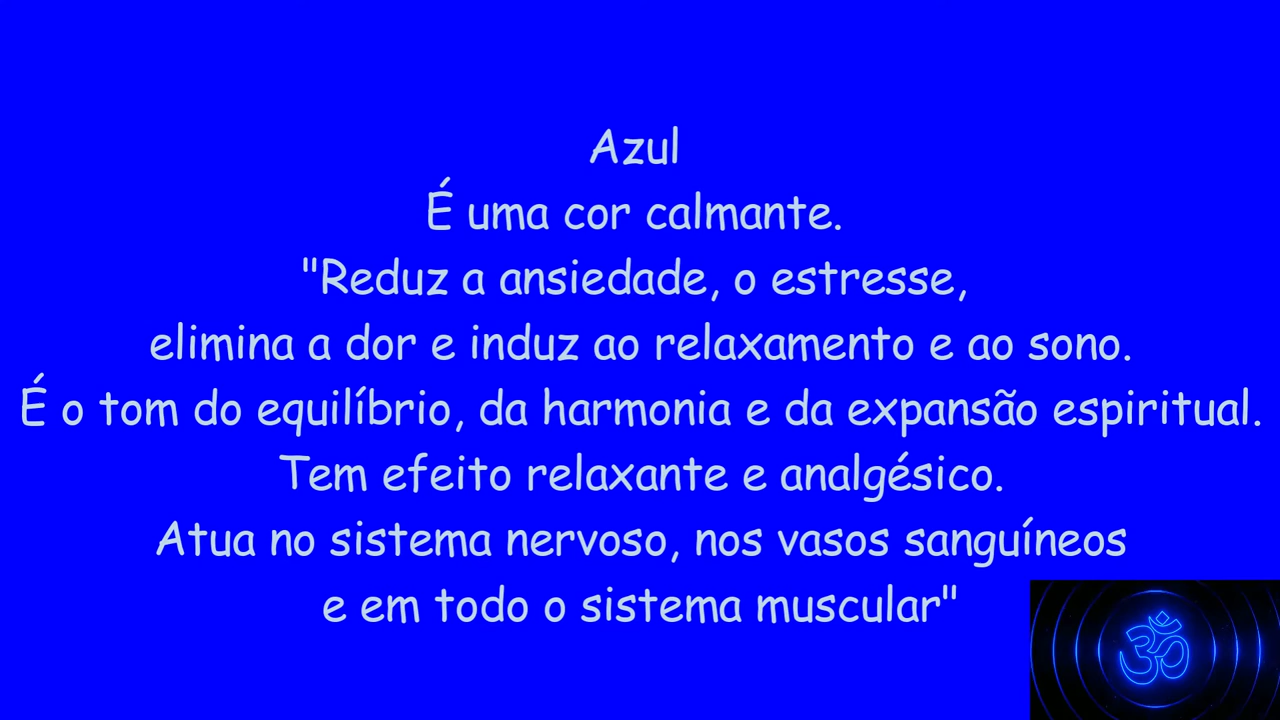 Azul
É uma cor calmante.
"Reduz a ansiedade, o estresse,
elimina a dor e induz ao relaxamento e ao sono.
É o tom do equilíbrio, da harmonia e da expansão espiritual.
Tem efeito relaxante e analgésico.
Atua no sistema nervoso, nos vasos sanguíneos
e em todo o sistema muscular"
ॐ